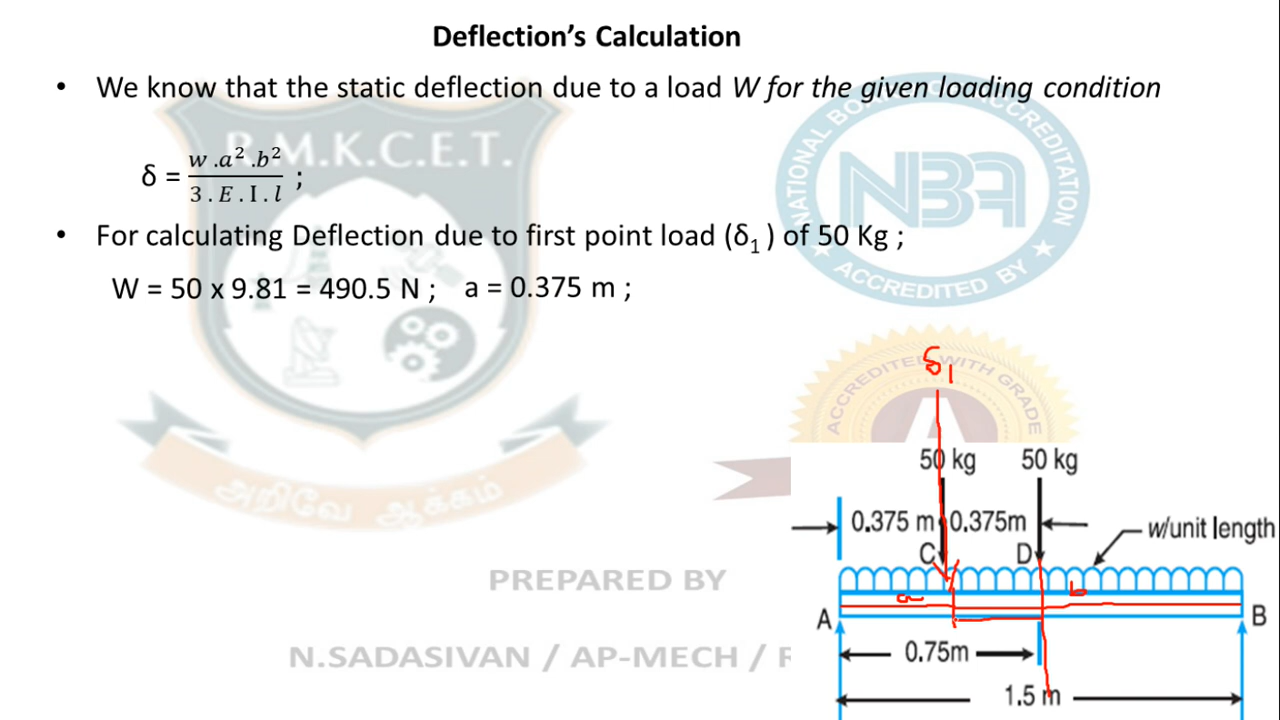 Deflection's Calculation
• We know that the static deflection due to a load W for the given loading condition
δ = w .a² .b² / 3 . E . I . l ;
• For calculating Deflection due to first point load (δ₁ ) of 50 Kg ;
W = 50 x 9.81 = 490.5 N ; a = 0.375 m ;
R.M.K.C.E.T.
அறிவே ஆக்கம்
NATIONAL BOARD OF ACCREDITATION
NBA
★ ACCREDITED BY ★
ACCREDITED WITH GRADE
A
δ₁
50 kg 50 kg
0.375 m 0.375m
w/unit length
C D
a b
A B
0.75m
1.5 m
PREPARED BY
N.SADASIVAN / AP-MECH / R